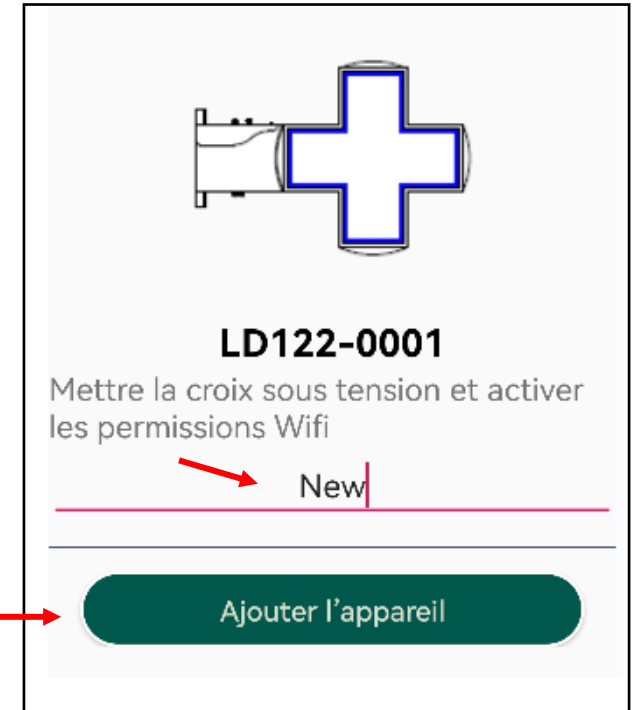 LD122-0001
Mettre la croix sous tension et activer
les permissions Wifi
New
Ajouter l'appareil